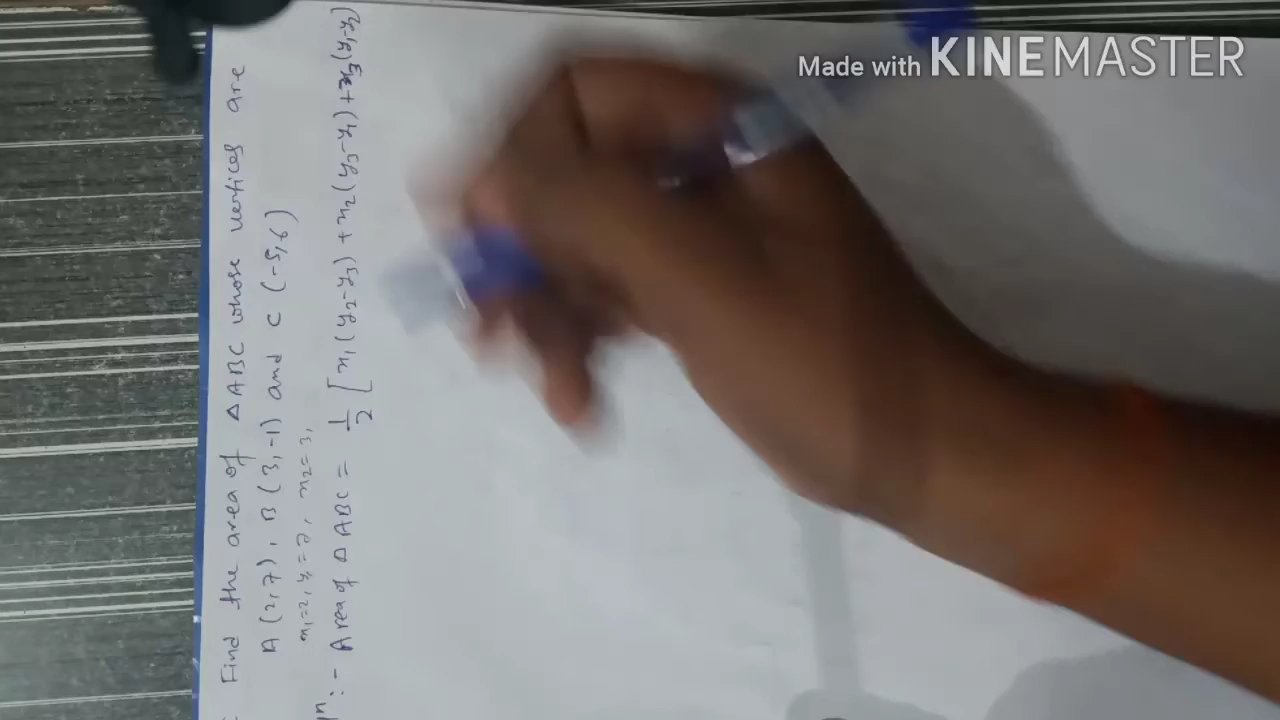 Made with KINEMASTER
Find the area of ΔABC whose vertices are
A (2,7), B (3,-1) and C (-5,6)
x1=2, y1=7, x2=3,
:- Area of Δ ABC = 1/2 [x1(y2-y3) + x2(y3-y1) + x3(y1-y2)